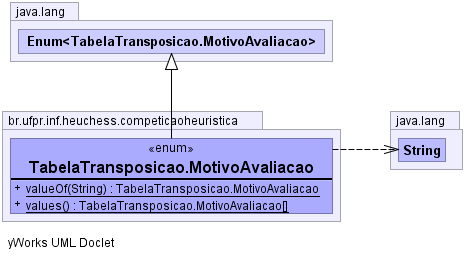 java.lang
Enum<TabelaTransposicao.MotivoAvaliacao>
br.ufpr.inf.heuchess.competicaoheuristica
java.lang
«enum»
TabelaTransposicao.MotivoAvaliacao
String
+ valueOf(String) : TabelaTransposicao.MotivoAvaliacao
+ values() : TabelaTransposicao.MotivoAvaliacao[]
yWorks UML Doclet